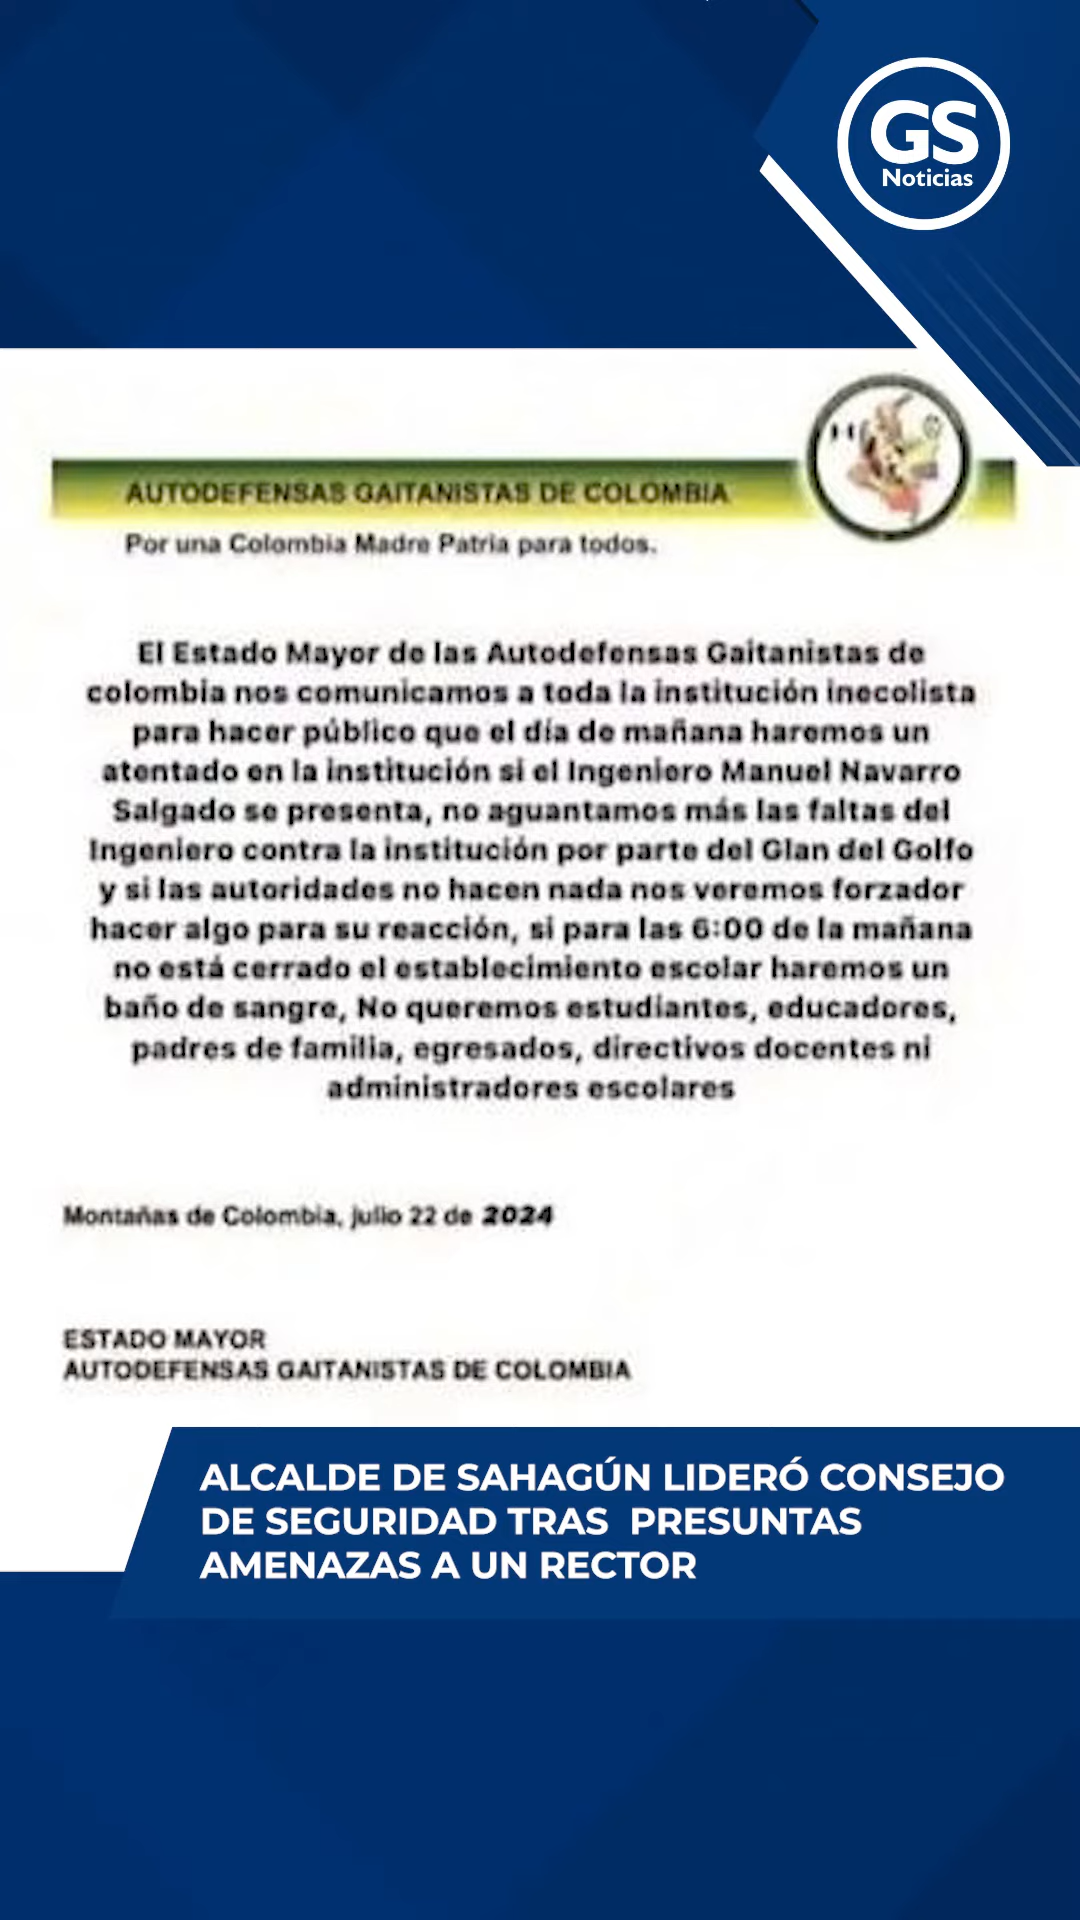 GS
Noticias
AUTODEFENSAS GAITANISTAS DE COLOMBIA
Por una Colombia Madre Patria para todos.
El Estado Mayor de las Autodefensas Gaitanistas de
colombia nos comunicamos a toda la institución inecolista
para hacer público que el día de mañana haremos un
atentado en la institución si el Ingeniero Manuel Navarro
Salgado se presenta, no aguantamos más las faltas del
Ingeniero contra la institución por parte del Glan del Golfo
y si las autoridades no hacen nada nos veremos forzador
hacer algo para su reacción, si para las 6:00 de la mañana
no está cerrado el establecimiento escolar haremos un
baño de sangre, No queremos estudiantes, educadores,
padres de familia, egresados, directivos docentes ni
administradores escolares
Montañas de Colombia, julio 22 de 2024
ESTADO MAYOR
AUTODEFENSAS GAITANISTAS DE COLOMBIA
ALCALDE DE SAHAGÚN LIDERÓ CONSEJO
DE SEGURIDAD TRAS PRESUNTAS
AMENAZAS A UN RECTOR